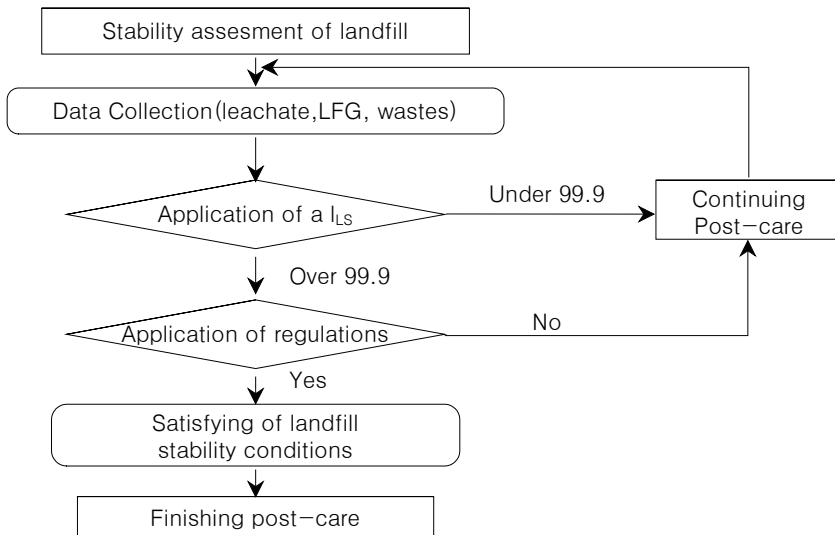 Stability assesment of landfill
Data Collection(leachate,LFG, wastes)
Application of a I_LS
Under 99.9
Continuing
Post-care
Over 99.9
Application of regulations
No
Yes
Satisfying of landfill
stability conditions
Finishing post-care